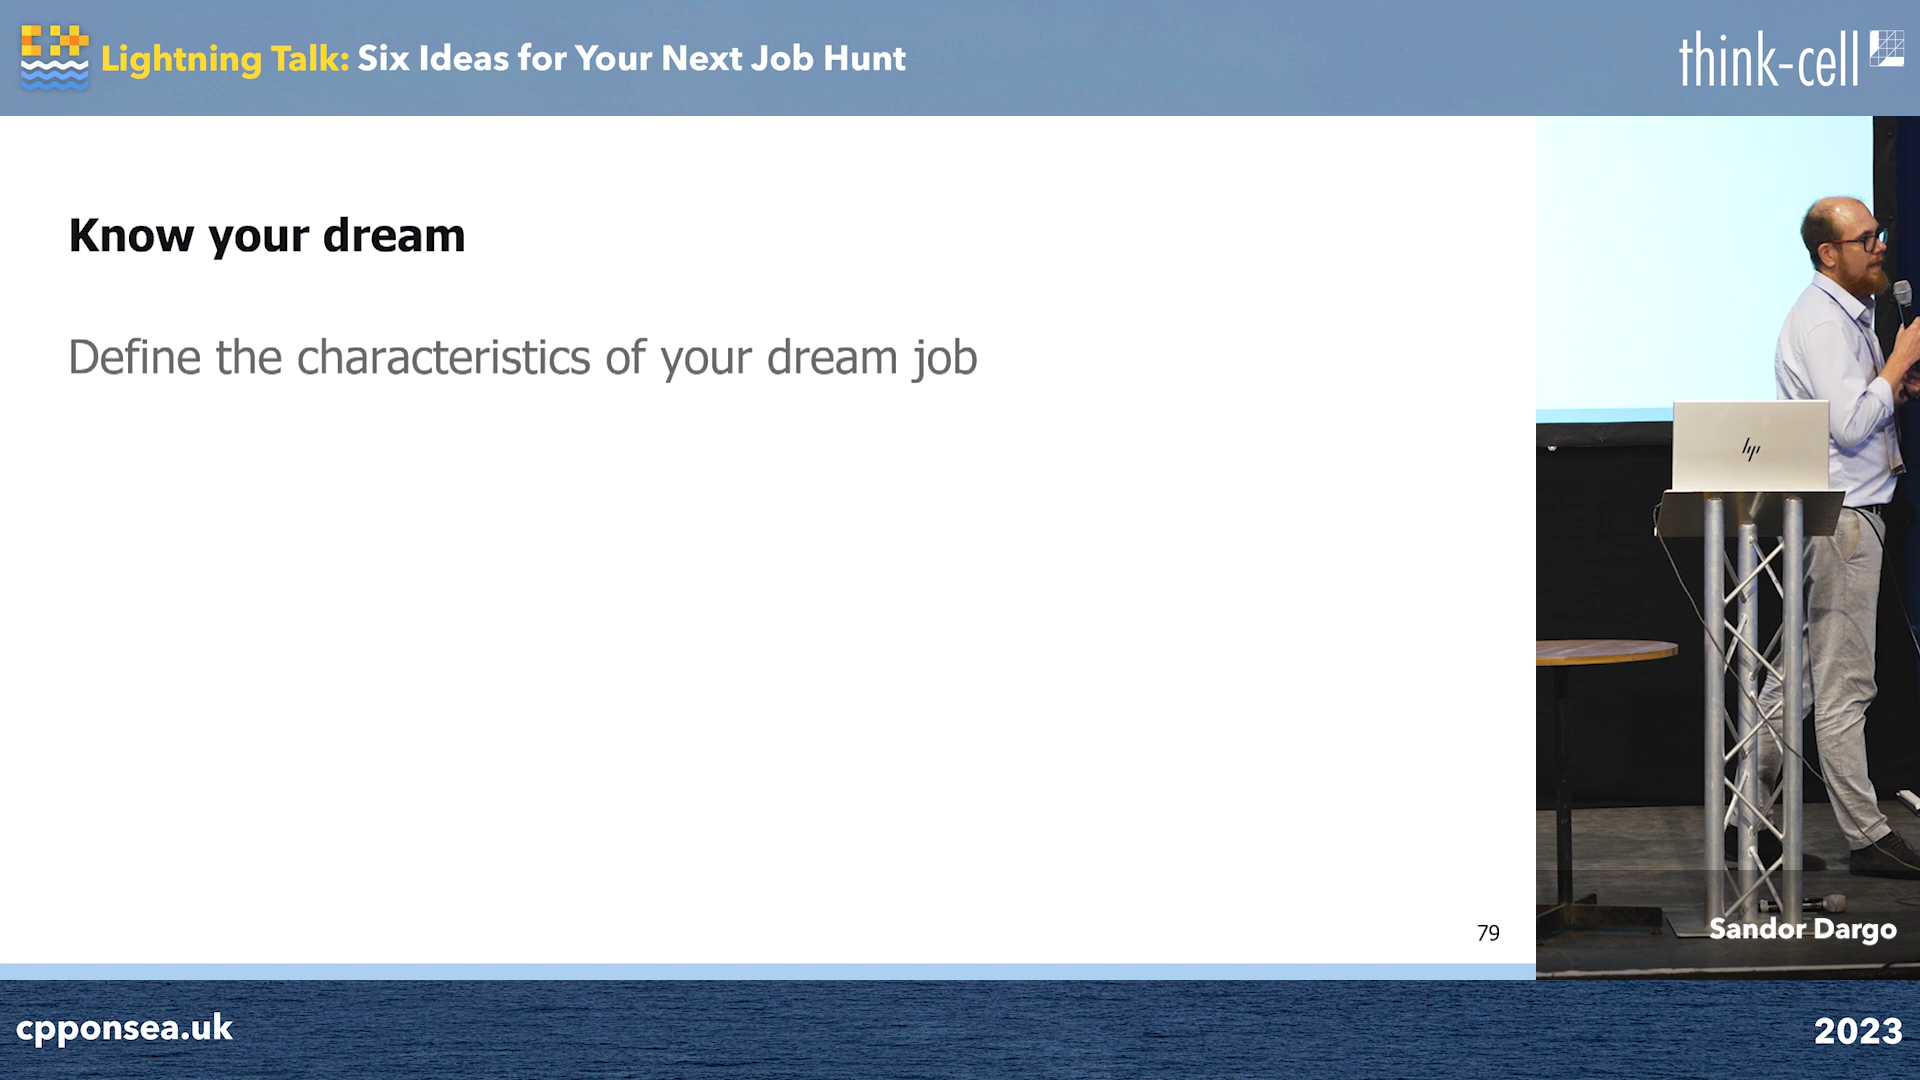 Lightning Talk: Six Ideas for Your Next Job Hunt
think-cell
Know your dream
Define the characteristics of your dream job
hp
79
Sandor Dargo
cpponsea.uk
2023